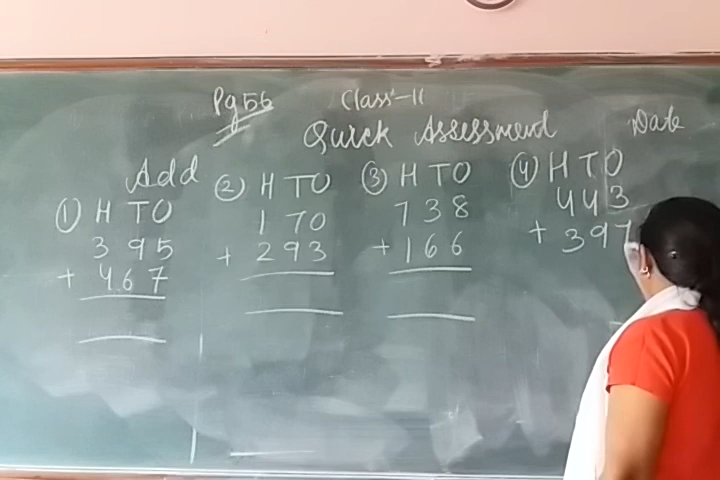 Pg 56 Class-II
Quick Assessment
Date
Add
① H T O
3 9 5
+ 4 6 7
② H T O
1 7 0
+ 2 9 3
③ H T O
7 3 8
+ 1 6 6
④ H T O
4 4 3
+ 3 9 7